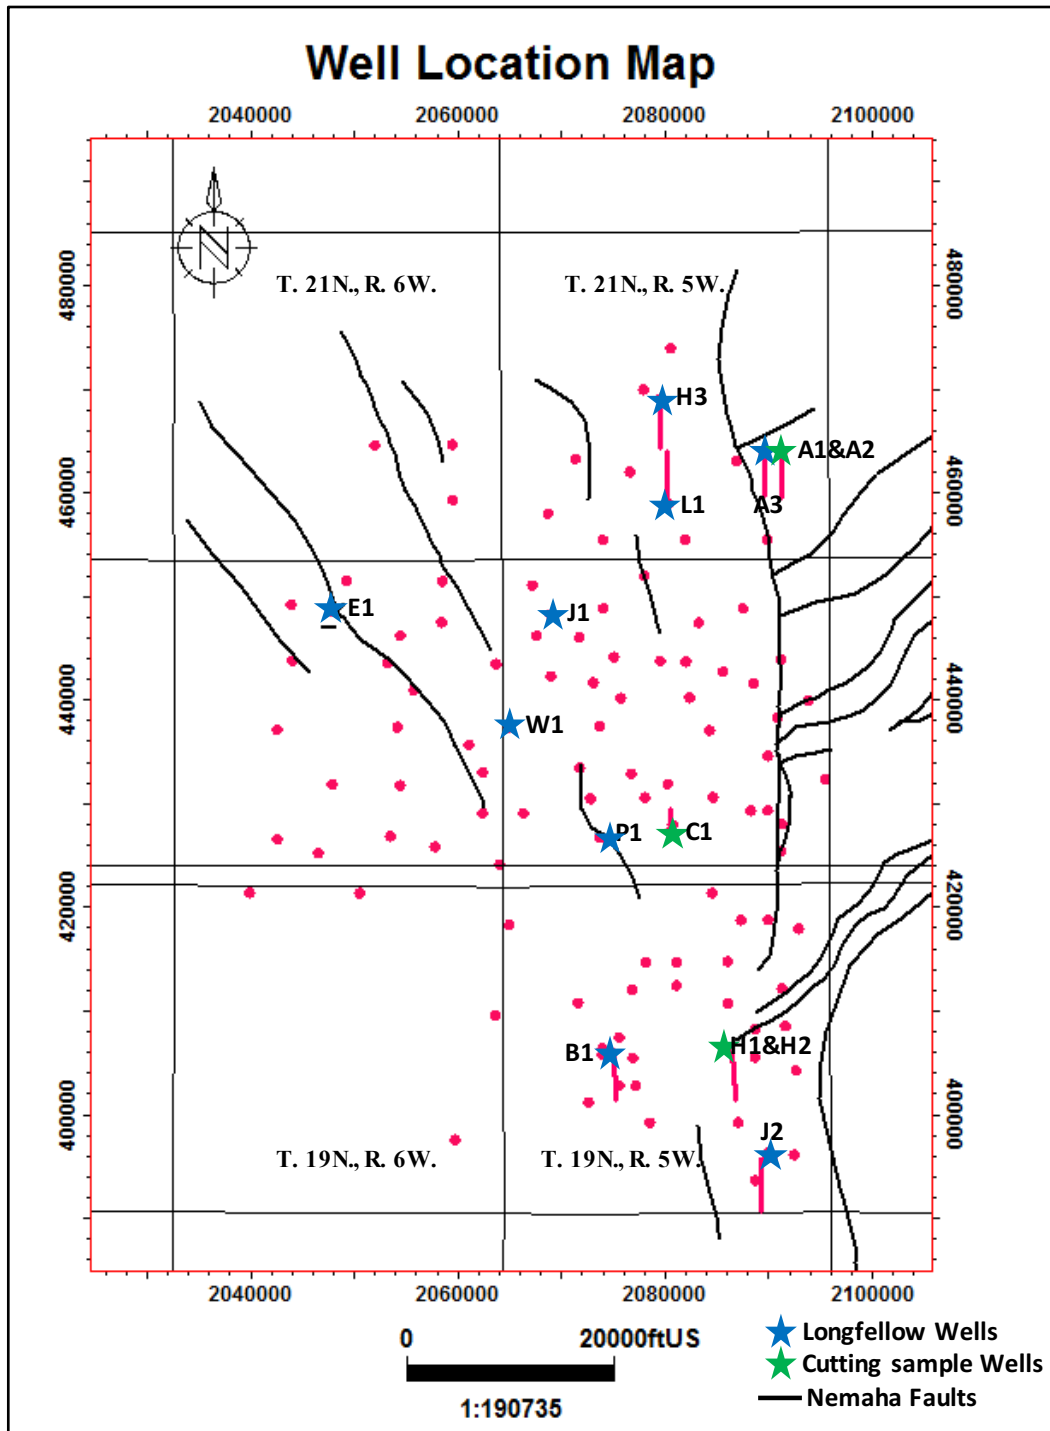 Well Location Map
2040000 2060000 2080000 2100000
N
T. 21N., R. 6W. T. 21N., R. 5W.
480000 480000
H3
A1&A2
460000 L1 A3 460000
E1 J1
440000 W1 440000
P1 C1
420000 420000
B1 H1&H2
400000 400000
J2
T. 19N., R. 6W. T. 19N., R. 5W.
2040000 2060000 2080000 2100000
0 20000ftUS
1:190735
Longfellow Wells
Cutting sample Wells
Nemaha Faults